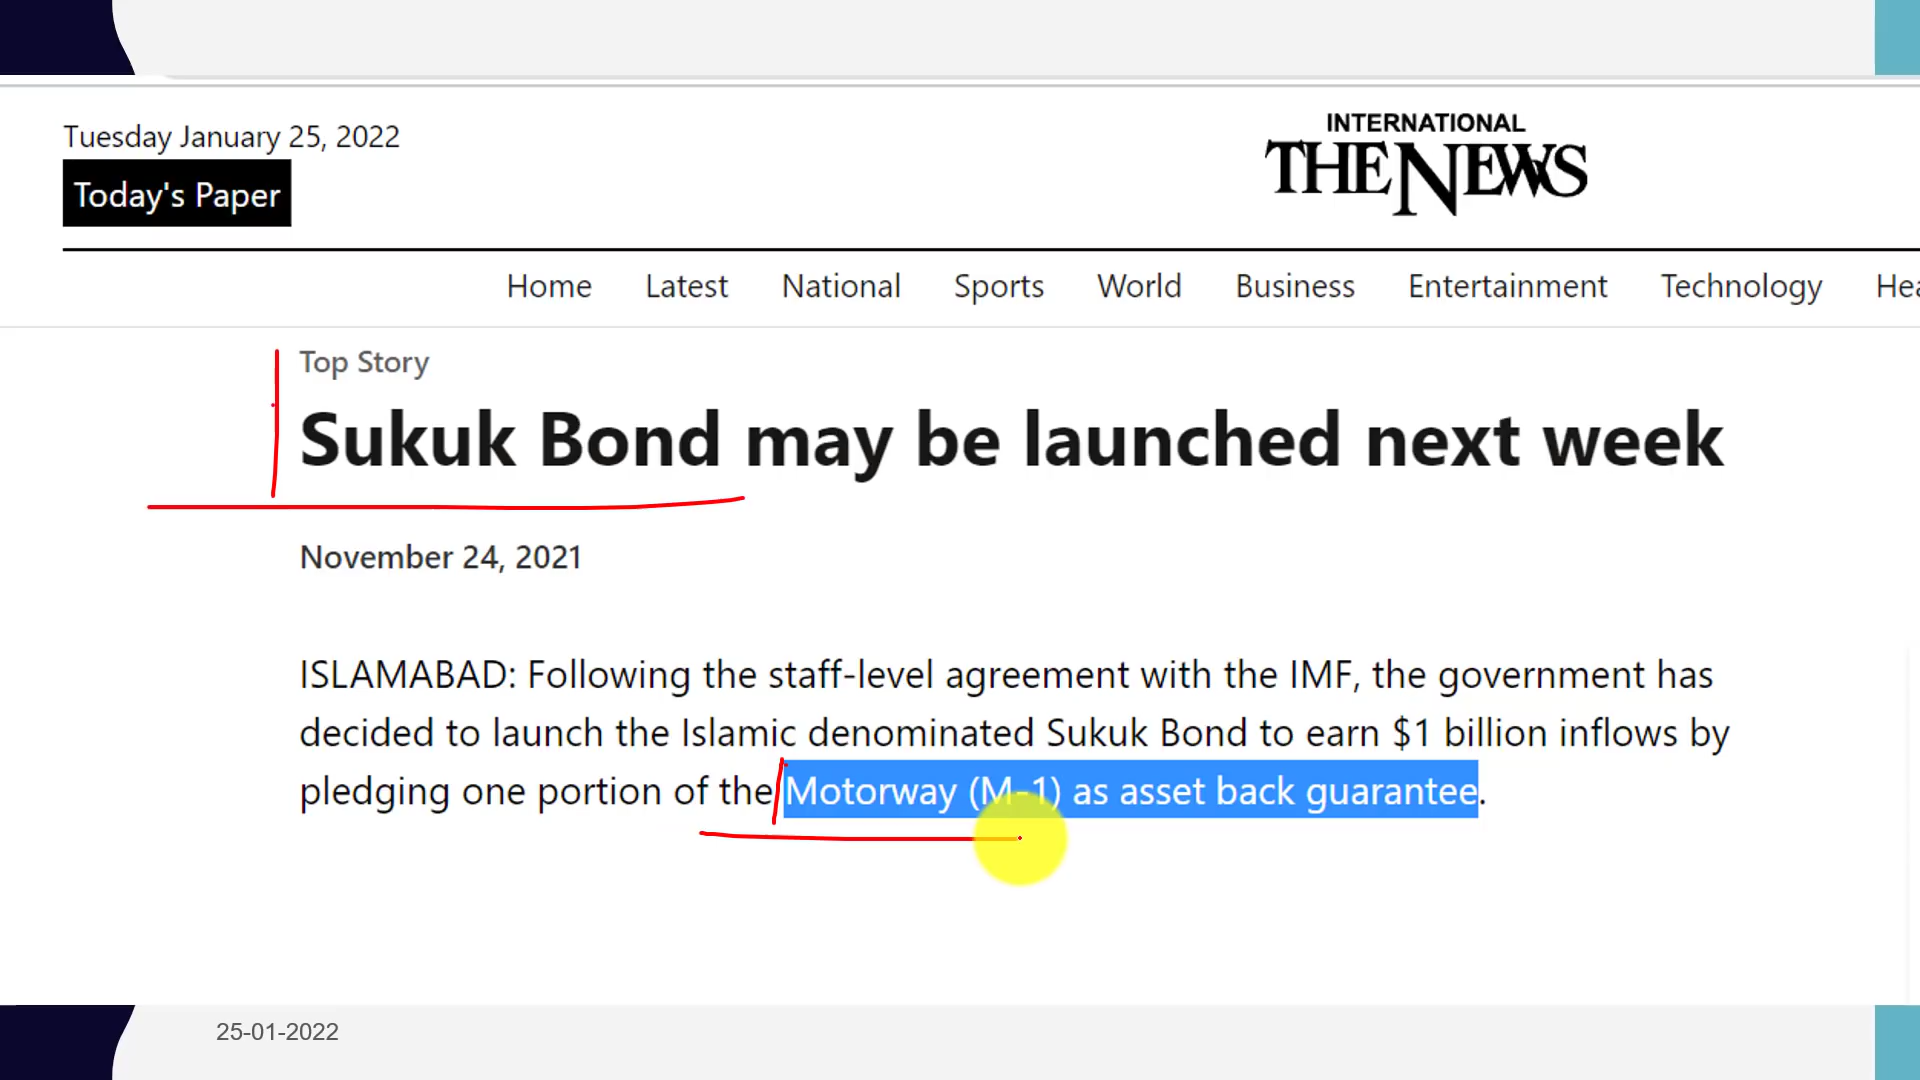 Tuesday January 25, 2022
Today's Paper
INTERNATIONAL
THE NEWS
Home Latest National Sports World Business Entertainment Technology Hea
Top Story
Sukuk Bond may be launched next week
November 24, 2021
ISLAMABAD: Following the staff-level agreement with the IMF, the government has
decided to launch the Islamic denominated Sukuk Bond to earn $1 billion inflows by
pledging one portion of the Motorway (M-1) as asset back guarantee.
25-01-2022